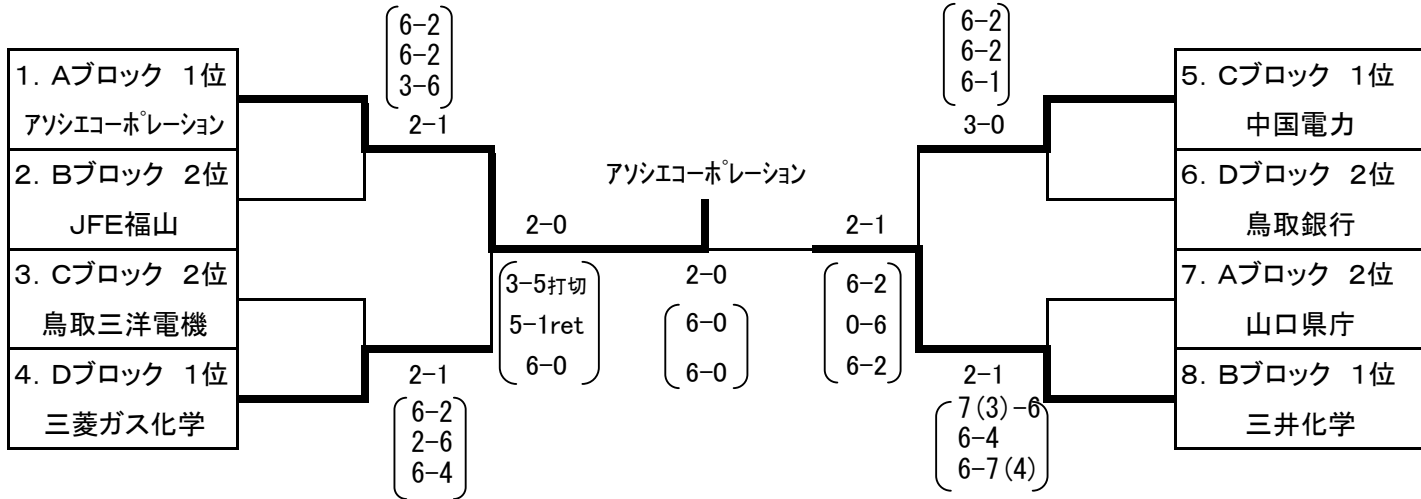 6-2
6-2
3-6
2-1
1. Aブロック 1位
アソシエコーポレーション
2. Bブロック 2位
JFE福山
3. Cブロック 2位
鳥取三洋電機
4. Dブロック 1位
三菱ガス化学
2-1
6-2
2-6
6-4
2-0
3-5打切
5-1ret
6-0
アソシエコーポレーション
2-0
6-0
6-0
2-1
6-2
0-6
6-2
6-2
6-2
6-1
3-0
5. Cブロック 1位
中国電力
6. Dブロック 2位
鳥取銀行
7. Aブロック 2位
山口県庁
8. Bブロック 1位
三井化学
2-1
7(3)-6
6-4
6-7(4)